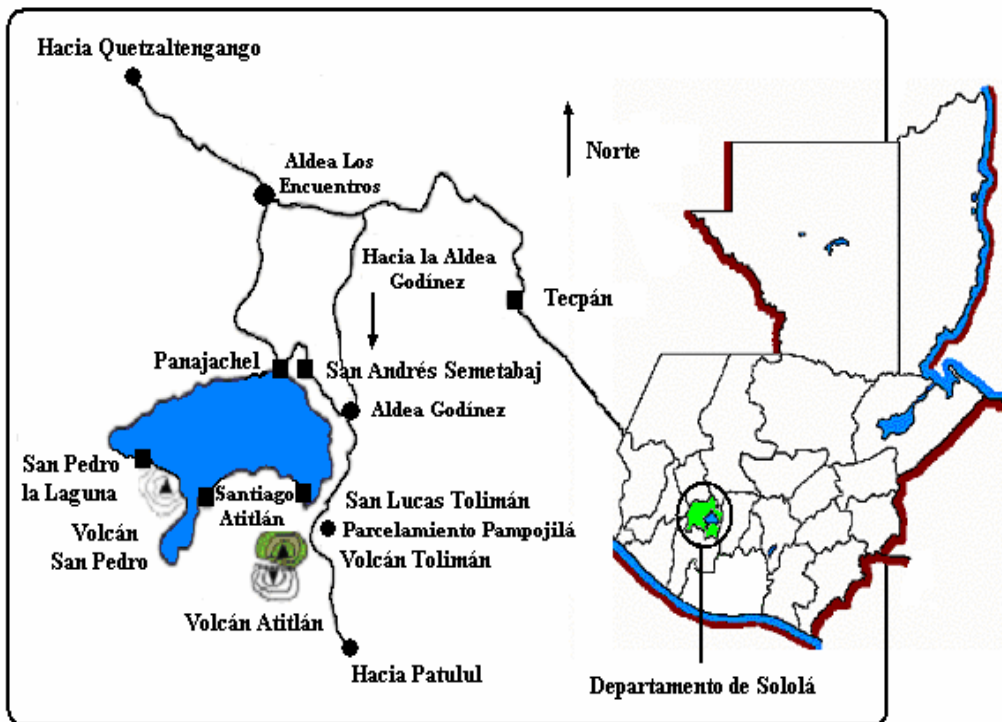 Hacia Quetzaltengango
Aldea Los
Encuentros
Norte
Hacia la Aldea
Godínez
Tecpán
Panajachel
San Andrés Semetabaj
Aldea Godínez
San Pedro
la Laguna
Santiago
Atitlán
San Lucas Tolimán
Parcelamiento Pampojilá
Volcán Tolimán
Volcán
San Pedro
Volcán Atitlán
Hacia Patulul
Departamento de Sololá